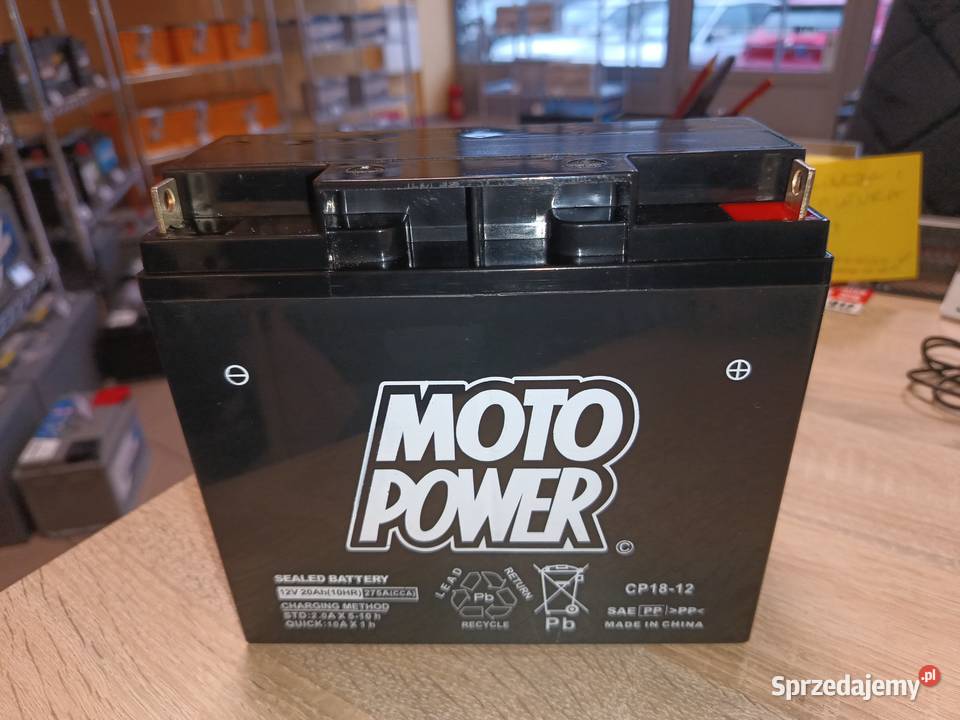 MOTO
POWER
©
SEALED BATTERY
12V 20Ah(10HR) 275A(CCA)
CHARGING METHOD
STD: 2.0A X 5-10 h
QUICK: 10A X 1 h
LEAD
RETURN
Pb
RECYCLE
Pb
CP18-12
SAE PP >PP<
MADE IN CHINA
Sprzedajemy.pl